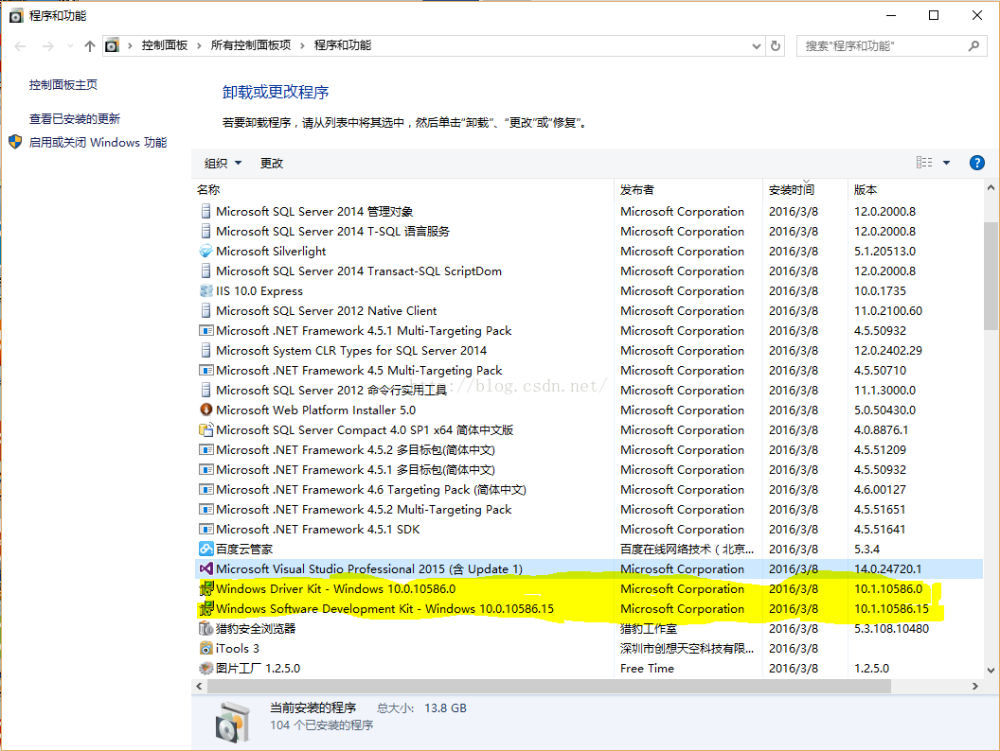 程序和功能
控制面板 › 所有控制面板项 › 程序和功能
搜索"程序和功能"
控制面板主页
查看已安装的更新
启用或关闭 Windows 功能
卸载或更改程序
若要卸载程序，请从列表中将其选中，然后单击“卸载”、“更改”或“修复”。
组织 更改
名称 发布者 安装时间 版本
Microsoft SQL Server 2014 管理对象 Microsoft Corporation 2016/3/8 12.0.2000.8
Microsoft SQL Server 2014 T-SQL 语言服务 Microsoft Corporation 2016/3/8 12.0.2000.8
Microsoft Silverlight Microsoft Corporation 2016/3/8 5.1.20513.0
Microsoft SQL Server 2014 Transact-SQL ScriptDom Microsoft Corporation 2016/3/8 12.0.2000.8
IIS 10.0 Express Microsoft Corporation 2016/3/8 10.0.1735
Microsoft SQL Server 2012 Native Client Microsoft Corporation 2016/3/8 11.0.2100.60
Microsoft .NET Framework 4.5.1 Multi-Targeting Pack Microsoft Corporation 2016/3/8 4.5.50932
Microsoft System CLR Types for SQL Server 2014 Microsoft Corporation 2016/3/8 12.0.2402.29
Microsoft .NET Framework 4.5 Multi-Targeting Pack Microsoft Corporation 2016/3/8 4.5.50710
http://blog.csdn.net/
Microsoft SQL Server 2012 命令行实用工具 Microsoft Corporation 2016/3/8 11.1.3000.0
Microsoft Web Platform Installer 5.0 Microsoft Corporation 2016/3/8 5.0.50430.0
Microsoft SQL Server Compact 4.0 SP1 x64 简体中文版 Microsoft Corporation 2016/3/8 4.0.8876.1
Microsoft .NET Framework 4.5.2 多目标包(简体中文) Microsoft Corporation 2016/3/8 4.5.51209
Microsoft .NET Framework 4.5.1 多目标包(简体中文) Microsoft Corporation 2016/3/8 4.5.50932
Microsoft .NET Framework 4.6 Targeting Pack (简体中文) Microsoft Corporation 2016/3/8 4.6.00127
Microsoft .NET Framework 4.5.2 Multi-Targeting Pack Microsoft Corporation 2016/3/8 4.5.51651
Microsoft .NET Framework 4.5.1 SDK Microsoft Corporation 2016/3/8 4.5.51641
百度云管家 百度在线网络技术（北京... 2016/3/8 5.3.4
Microsoft Visual Studio Professional 2015 (含 Update 1) Microsoft Corporation 2016/3/8 14.0.24720.1
Windows Driver Kit - Windows 10.0.10586.0 Microsoft Corporation 2016/3/8 10.1.10586.0
Windows Software Development Kit - Windows 10.0.10586.15 Microsoft Corporation 2016/3/8 10.1.10586.15
猎豹安全浏览器 猎豹工作室 2016/3/8 5.3.108.10480
iTools 3 深圳市创想天空科技有限... 2016/3/8
图片工厂 1.2.5.0 Free Time 2016/3/8 1.2.5.0
当前安装的程序 总大小: 13.8 GB
104 个已安装的程序